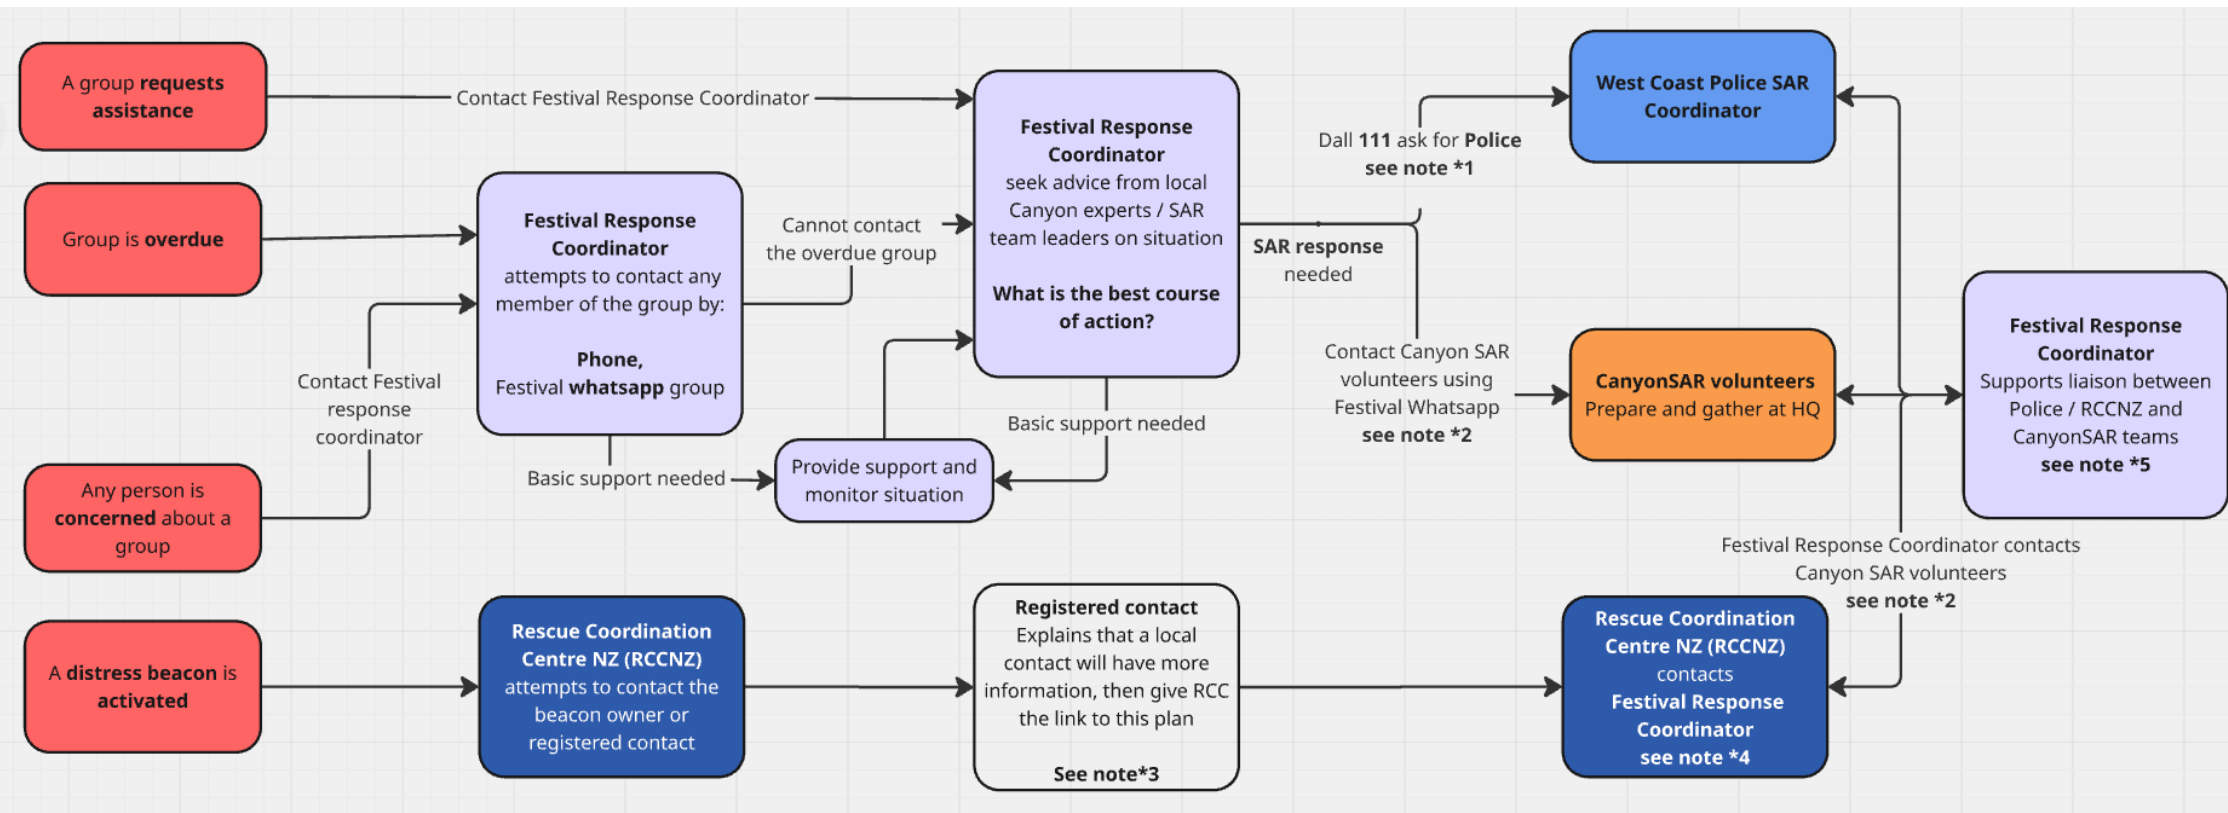 A group requests
assistance
Contact Festival Response Coordinator
Group is overdue
Any person is
concerned about a
group
Contact Festival
response
coordinator
Festival Response
Coordinator
attempts to contact any
member of the group by:
Phone,
Festival whatsapp group
Cannot contact
the overdue group
Basic support needed
Provide support and
monitor situation
Festival Response
Coordinator
seek advice from local
Canyon experts / SAR
team leaders on situation
What is the best course
of action?
Basic support needed
SAR response
needed
Dall 111 ask for Police
see note *1
West Coast Police SAR
Coordinator
Contact Canyon SAR
volunteers using
Festival Whatsapp
see note *2
CanyonSAR volunteers
Prepare and gather at HQ
Festival Response
Coordinator
Supports liaison between
Police / RCCNZ and
CanyonSAR teams
see note *5
Festival Response Coordinator contacts
Canyon SAR volunteers
see note *2
A distress beacon is
activated
Rescue Coordination
Centre NZ (RCCNZ)
attempts to contact the
beacon owner or
registered contact
Registered contact
Explains that a local
contact will have more
information, then give RCC
the link to this plan
See note*3
Rescue Coordination
Centre NZ (RCCNZ)
contacts
Festival Response
Coordinator
see note *4